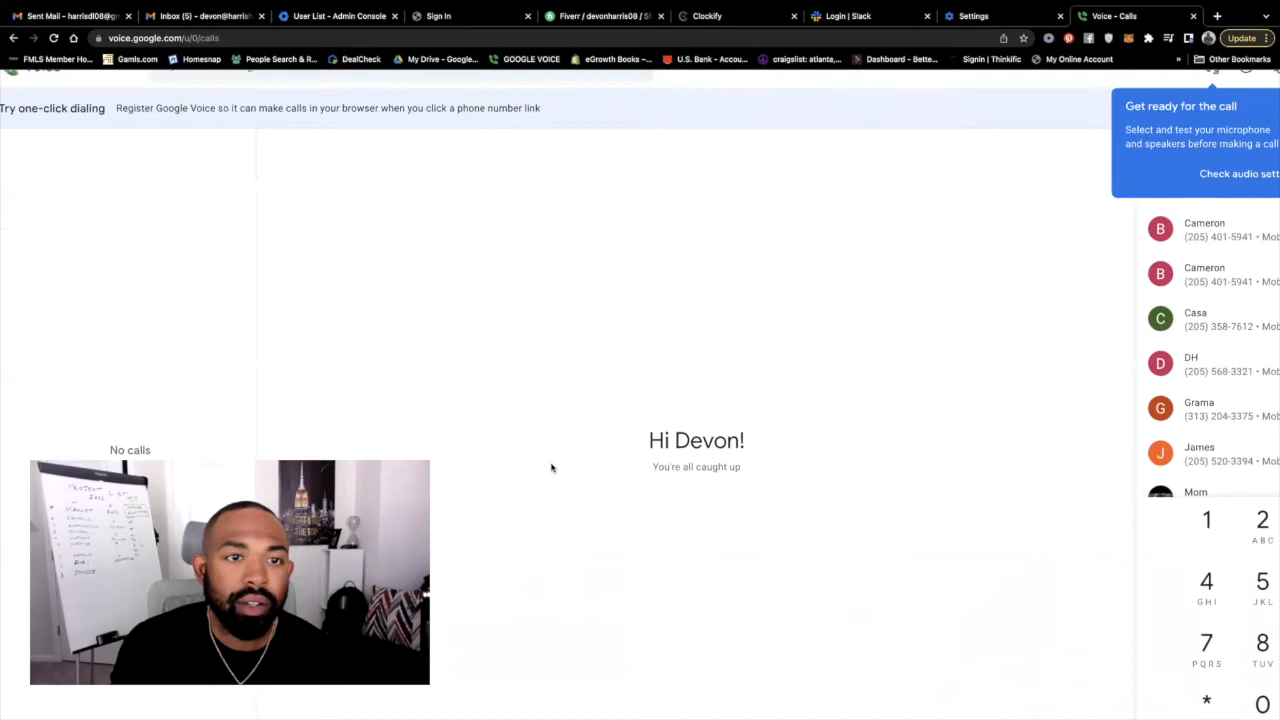 Sent Mail - harrisdl08@gm
Inbox (5) - devon@harrish
User List - Admin Console
Sign In
Fiverr / devonharris08 / Sh
Clockify
Login | Slack
Settings
Voice - Calls
voice.google.com/u/0/calls
Update
FMLS Member Ho...
Gamls.com
Homesnap
People Search & R...
DealCheck
My Drive - Google...
GOOGLE VOICE
eGrowth Books –...
U.S. Bank - Accou...
craigslist: atlanta,...
Dashboard - Bette...
Signin | Thinkific
My Online Account
»
Other Bookmarks
Try one-click dialing
Register Google Voice so it can make calls in your browser when you click a phone number link
Get ready for the call
Select and test your microphone
and speakers before making a call
Check audio sett
B
Cameron
(205) 401-5941 • Mob
B
Cameron
(205) 401-5941 • Mob
C
Casa
(205) 358-7612 • Mob
D
DH
(205) 568-3321 • Mob
G
Grama
(313) 204-3375 • Mob
J
James
(205) 520-3394 • Mob
Mom
No calls
Hi Devon!
You're all caught up
1
2
ABC
4
GHI
5
JKL
7
PQRS
8
TUV
*
0
PROJECT LIST
2022